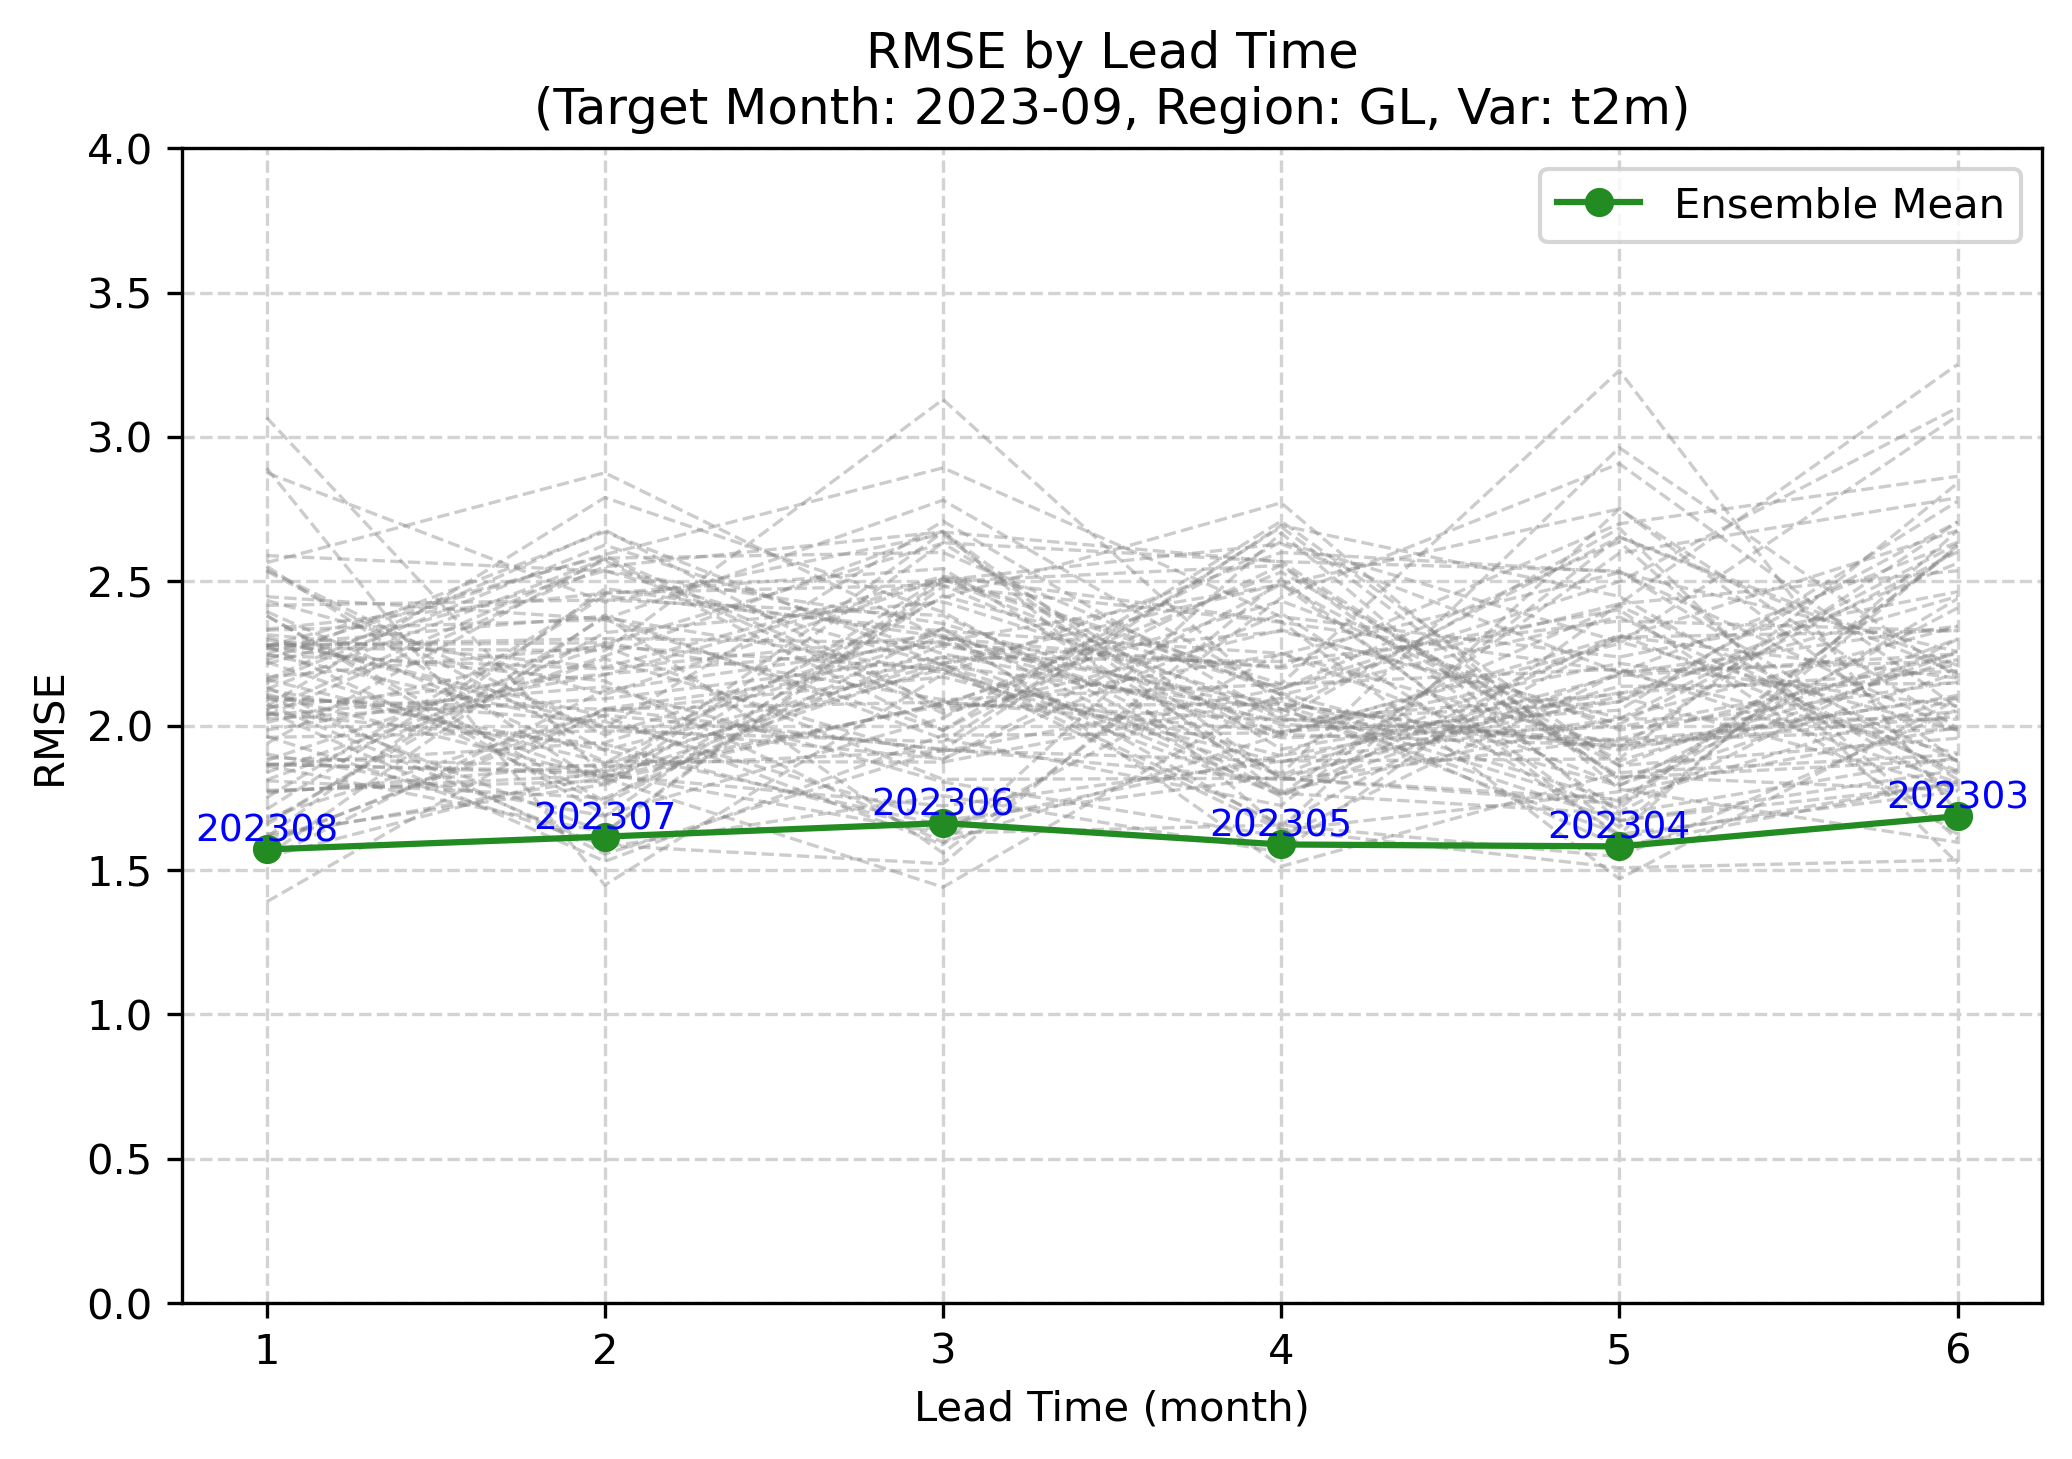 RMSE by Lead Time
(Target Month: 2023-09, Region: GL, Var: t2m)
4.0
3.5
3.0
2.5
2.0
1.5
1.0
0.5
0.0
RMSE
Ensemble Mean
202308
202307
202306
202305
202304
202303
1 2 3 4 5 6
Lead Time (month)